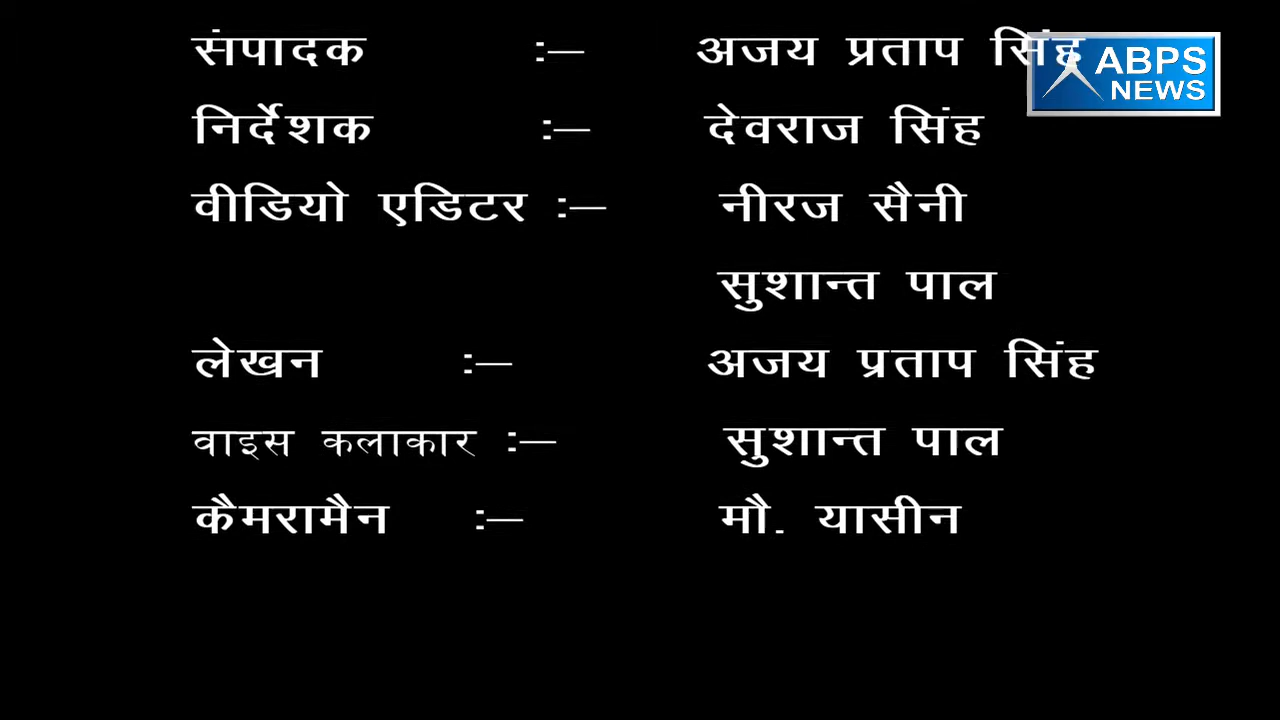 संपादक :— अजय प्रताप सिंह
ABPS
NEWS
निर्देशक :— देवराज सिंह
वीडियो एडिटर :— नीरज सैनी
सुशान्त पाल
लेखन :— अजय प्रताप सिंह
वाइस कलाकार :— सुशान्त पाल
कैमरामैन :— मौ. यासीन